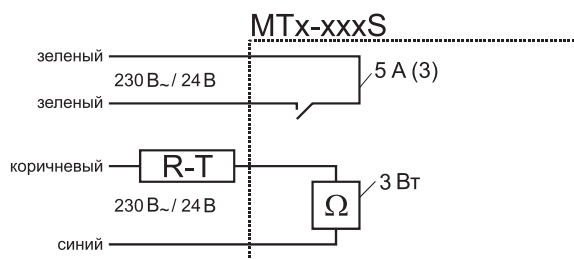 MTx-xxxS
зеленый
230 В~/ 24 В
5 A (3)
зеленый
коричневый
R-T
230 В~/ 24 В
Ω
3 Вт
синий